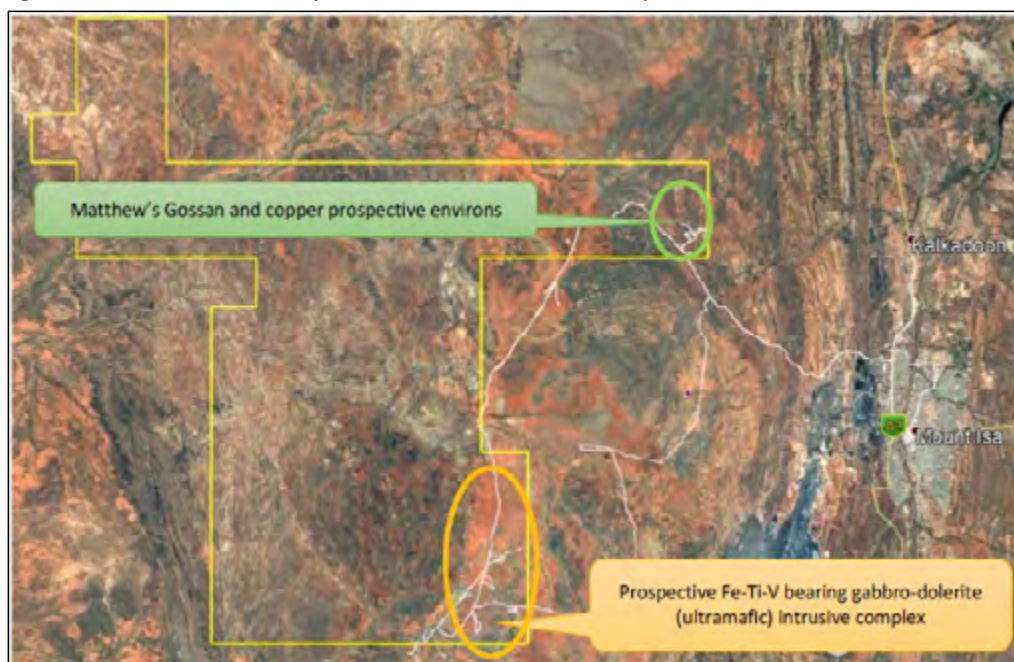 Matthew's Gossan and copper prospective environs
Kalkadoon
Mount Isa
Prospective Fe-Ti-V bearing gabbro-dolerite
(ultramafic) intrusive complex